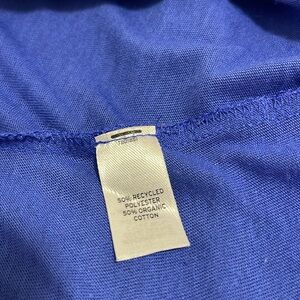 50% RECYCLED
POLYESTER
50% ORGANIC
COTTON